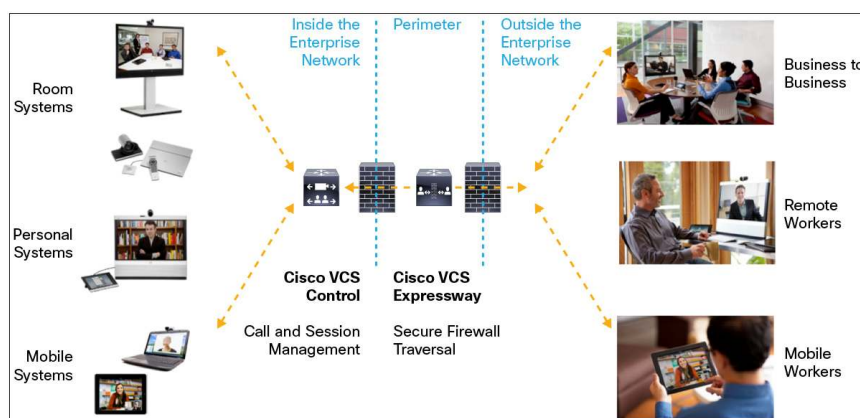 Inside the
Enterprise
Network
Perimeter
Outside the
Enterprise
Network
Room
Systems
Personal
Systems
Mobile
Systems
Cisco VCS
Control
Call and Session
Management
Cisco VCS
Expressway
Secure Firewall
Traversal
Business to
Business
Remote
Workers
Mobile
Workers